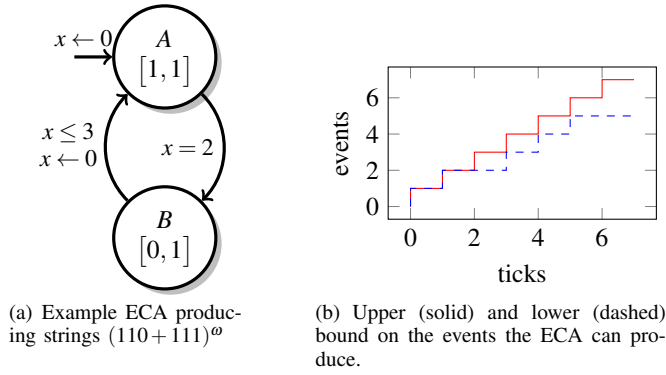 x ← 0
A
[1,1]
x ≤ 3
x ← 0
x = 2
B
[0,1]
(a) Example ECA produc-
ing strings (110+111)^ω
events
6
4
2
0
0
2
4
6
ticks
(b) Upper (solid) and lower (dashed)
bound on the events the ECA can pro-
duce.